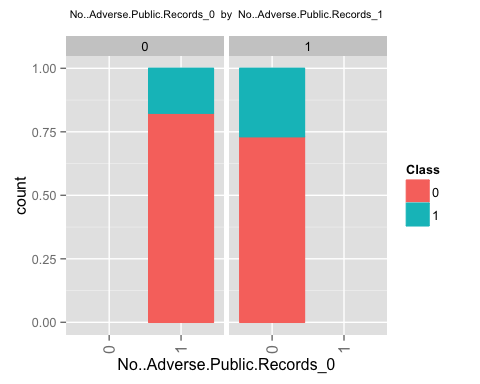 No..Adverse.Public.Records_0 by No..Adverse.Public.Records_1
0 1
1.00
0.75
0.50
0.25
0.00
count
0 1 0 1
No..Adverse.Public.Records_0
Class
0
1